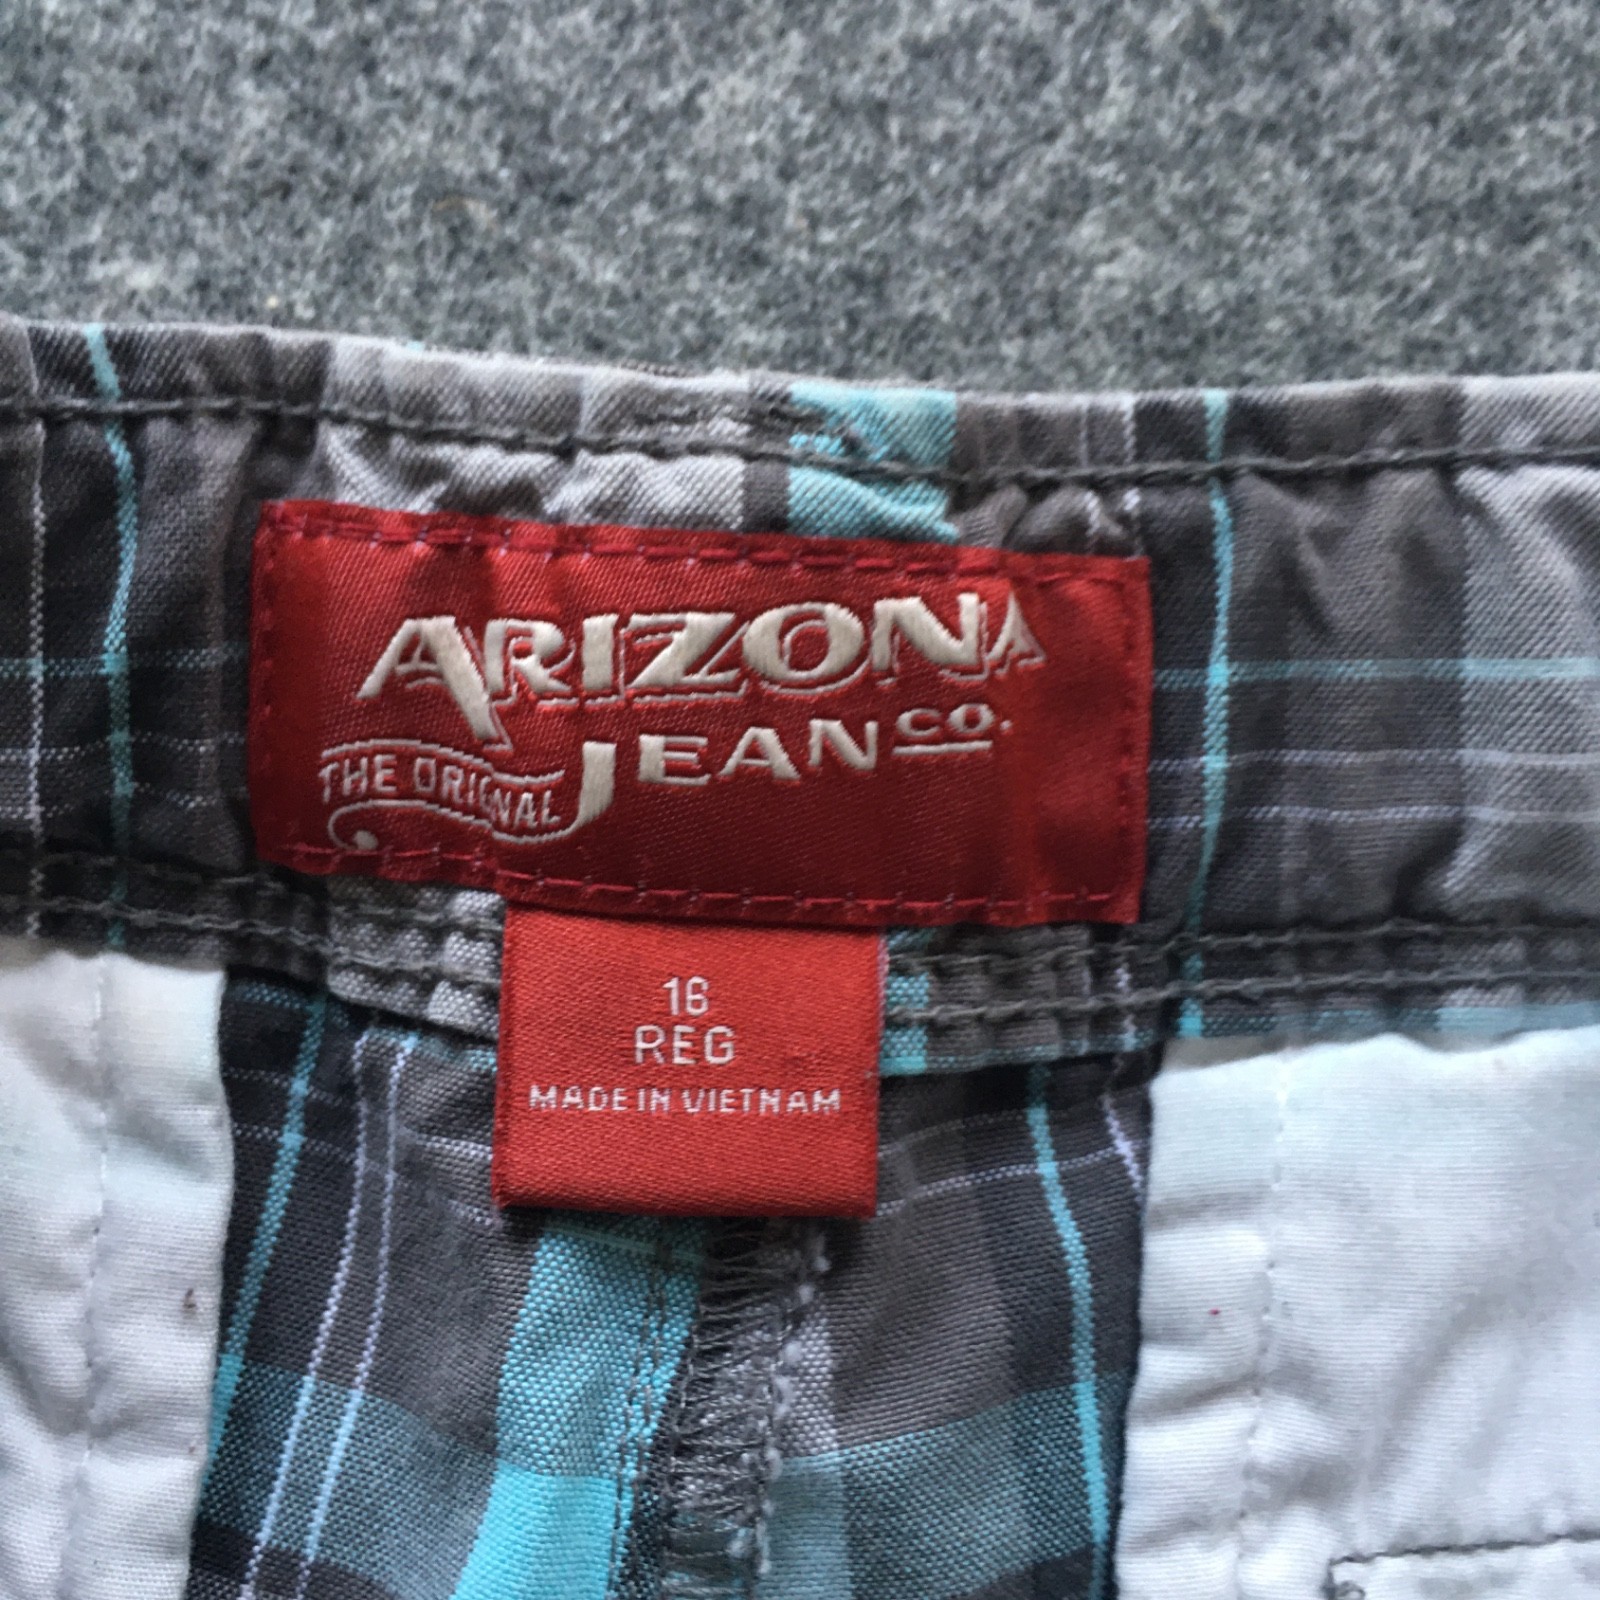 ARIZONA
JEAN CO.
THE ORIGINAL
16
REG
MADE IN VIETNAM